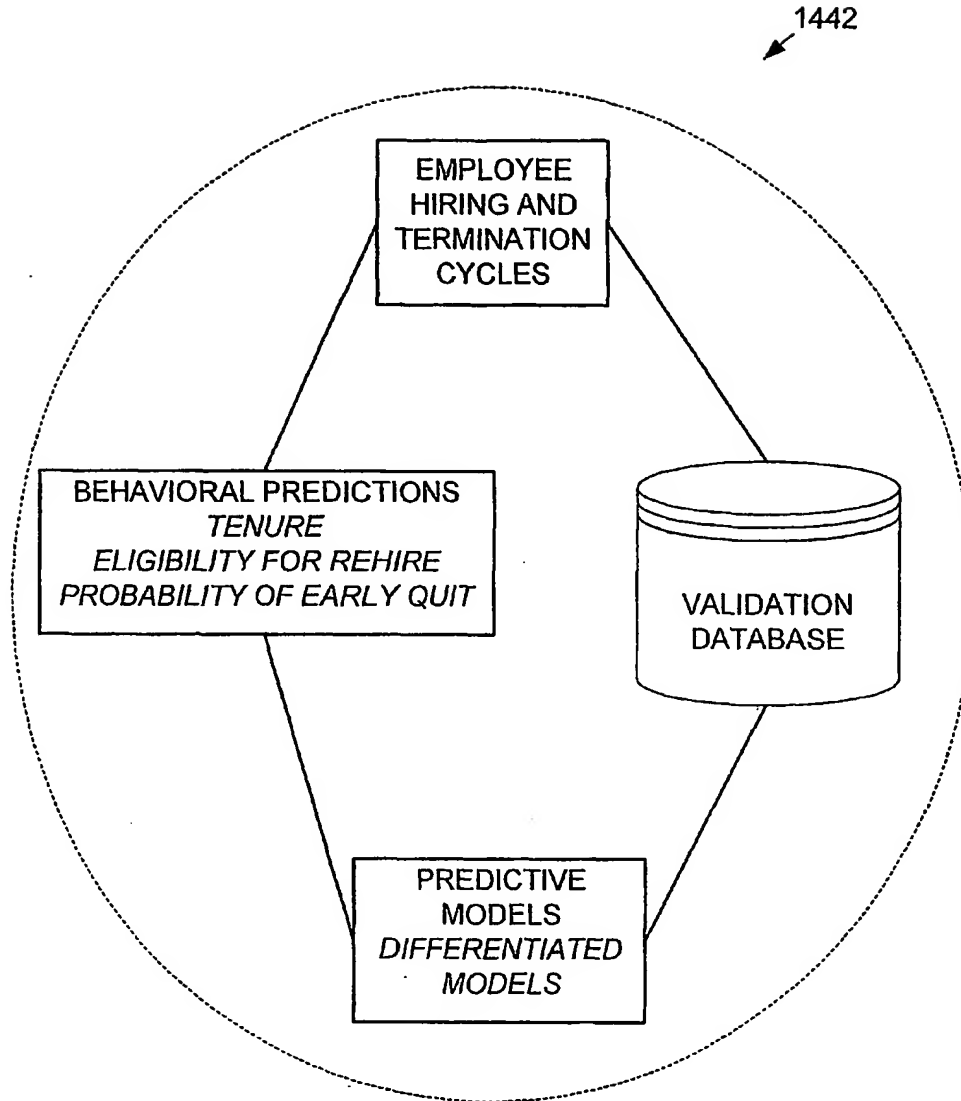 1442
EMPLOYEE
HIRING AND
TERMINATION
CYCLES
BEHAVIORAL PREDICTIONS
TENURE
ELIGIBILITY FOR REHIRE
PROBABILITY OF EARLY QUIT
VALIDATION
DATABASE
PREDICTIVE
MODELS
DIFFERENTIATED
MODELS